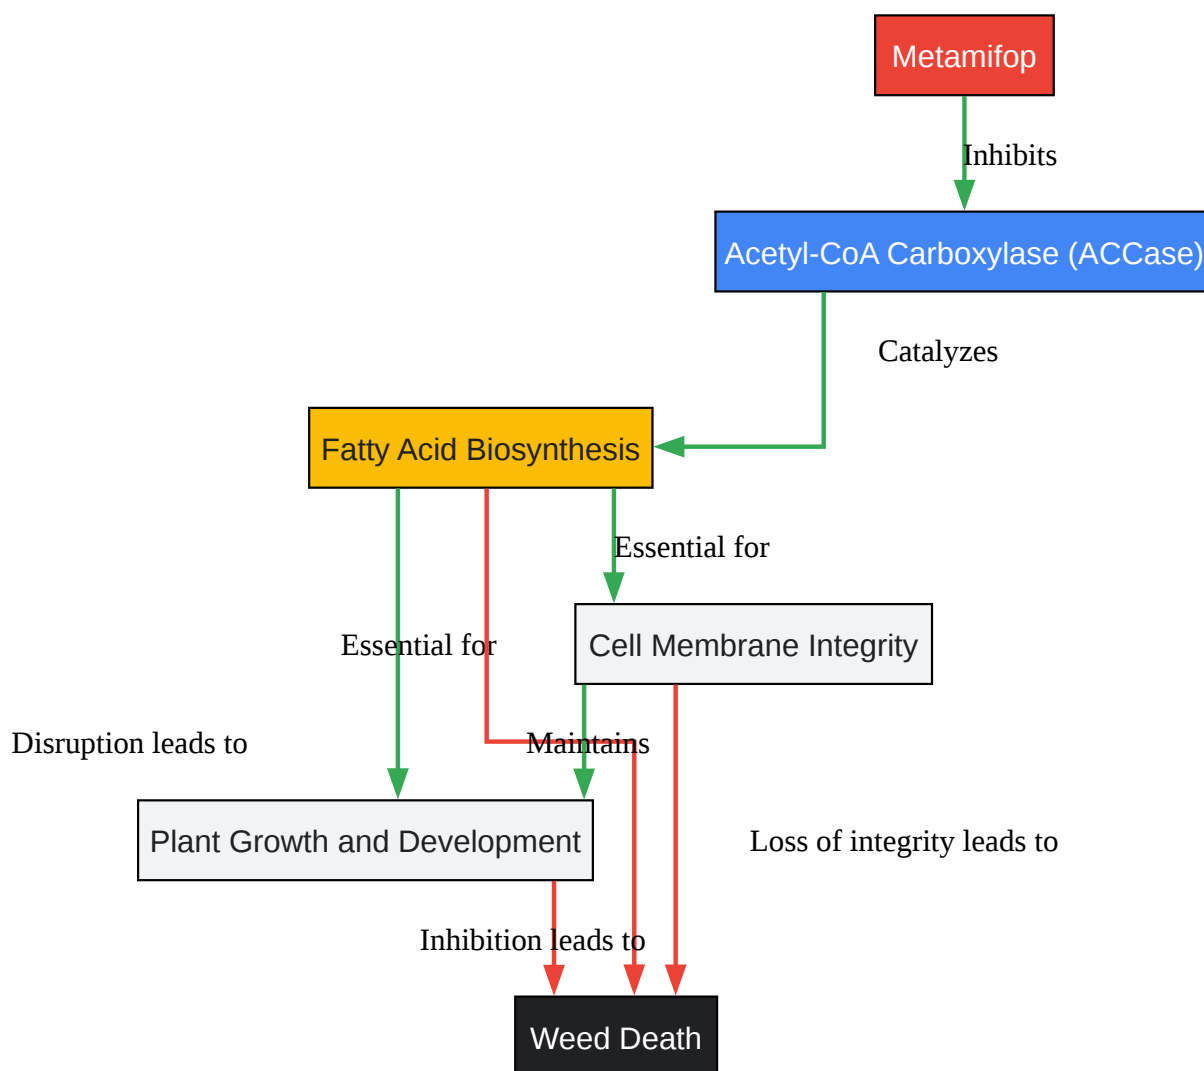 Metamifop
Inhibits
Acetyl-CoA Carboxylase (ACCase)
Catalyzes
Fatty Acid Biosynthesis
Essential for
Cell Membrane Integrity
Essential for
Disruption leads to
Maintains
Plant Growth and Development
Loss of integrity leads to
Inhibition leads to
Weed Death